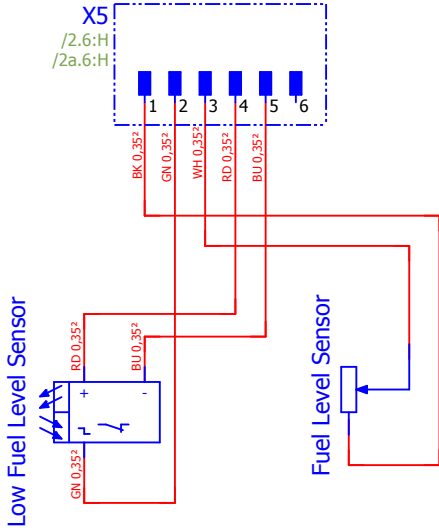 X5
/2.6:H
/2a.6:H
1 2 3 4 5 6
BK 0,35²
GN 0,35²
WH 0,35²
RD 0,35²
BU 0,35²
RD 0,35²
BU 0,35²
+ -
GN 0,35²
Low Fuel Level Sensor
Fuel Level Sensor